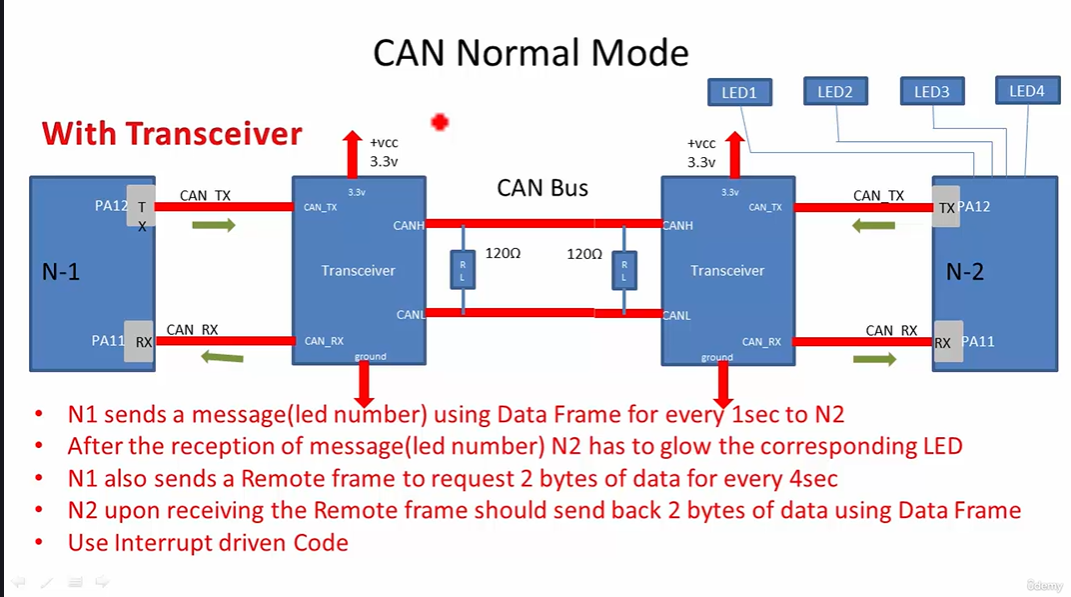 CAN Normal Mode
LED1
LED2
LED3
LED4
With Transceiver
+vcc
3.3v
+vcc
3.3v
CAN Bus
PA12
T
X
CAN_TX
3.3v
CAN_TX
CANH
CANH
3.3v
CAN_TX
CAN_TX
TX
PA12
N-1
Transceiver
R
L
120Ω
120Ω
R
L
Transceiver
N-2
CANL
CANL
PA11
RX
CAN_RX
CAN_RX
ground
CAN_RX
ground
CAN_RX
RX
PA11
• N1 sends a message(led number) using Data Frame for every 1sec to N2
• After the reception of message(led number) N2 has to glow the corresponding LED
• N1 also sends a Remote frame to request 2 bytes of data for every 4sec
• N2 upon receiving the Remote frame should send back 2 bytes of data using Data Frame
• Use Interrupt driven Code
ûdemy